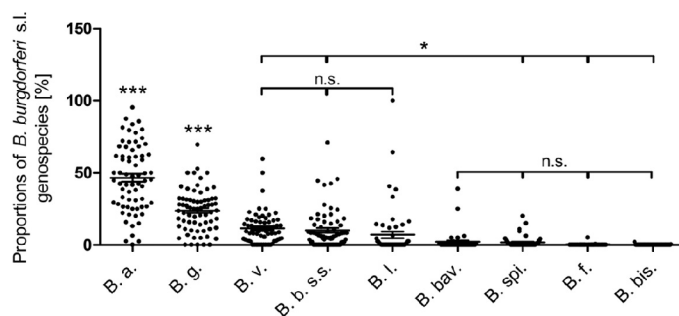 Proportions of B. burgdorferi s.l.
genospecies [%]
150
100
50
0
***
***
*
n.s.
n.s.
B. a.
B. g.
B. v.
B. b. s.s.
B. l.
B. bav.
B. spi.
B. f.
B. bis.